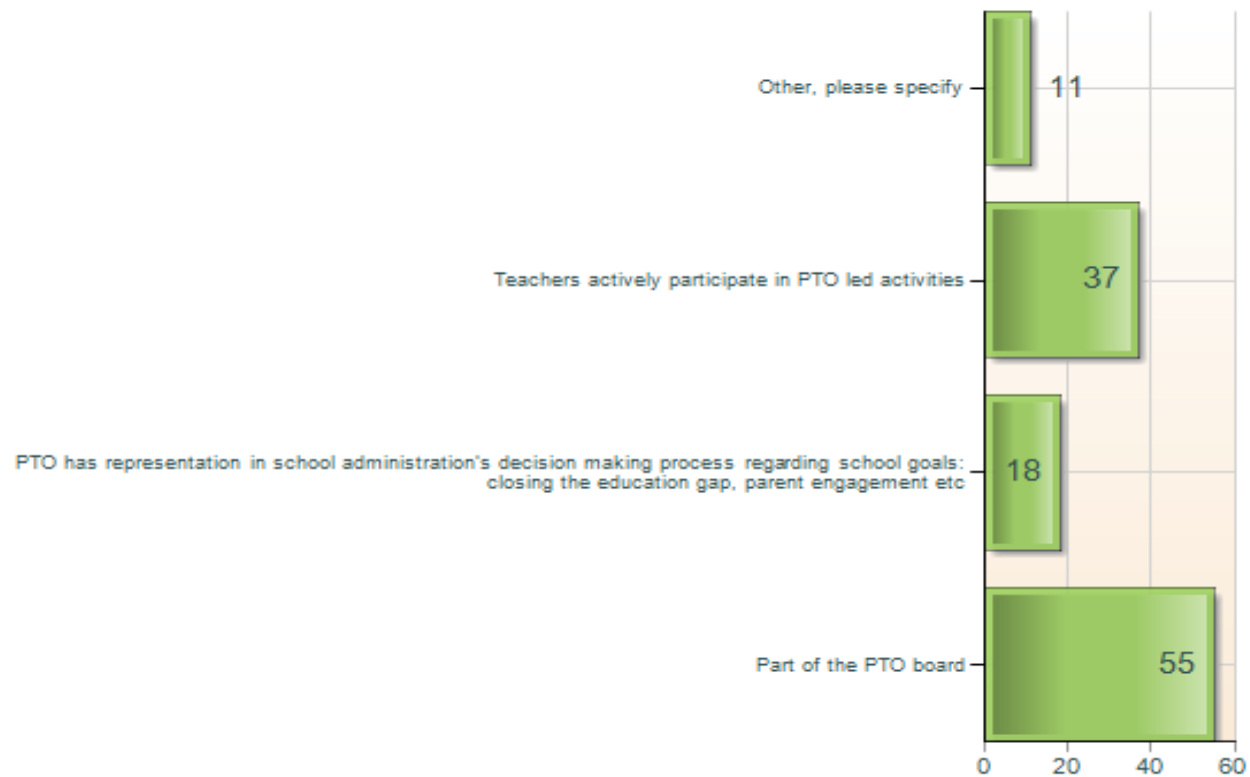 Other, please specify
11
Teachers actively participate in PTO led activities
37
PTO has representation in school administration's decision making process regarding school goals:
closing the education gap, parent engagement etc
18
Part of the PTO board
55
0 20 40 60